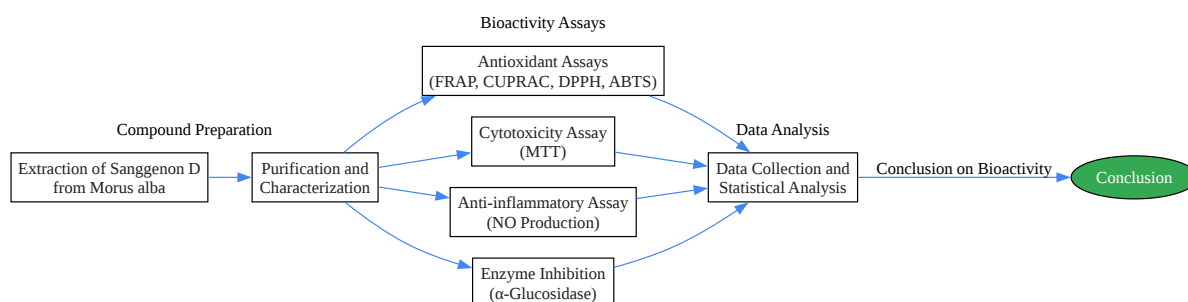 Bioactivity Assays
Antioxidant Assays
(FRAP, CUPRAC, DPPH, ABTS)
Compound Preparation
Extraction of Sanggenon D
from Morus alba
Purification and
Characterization
Cytotoxicity Assay
(MTT)
Anti-inflammatory Assay
(NO Production)
Enzyme Inhibition
(α-Glucosidase)
Data Analysis
Data Collection and
Statistical Analysis
Conclusion on Bioactivity
Conclusion